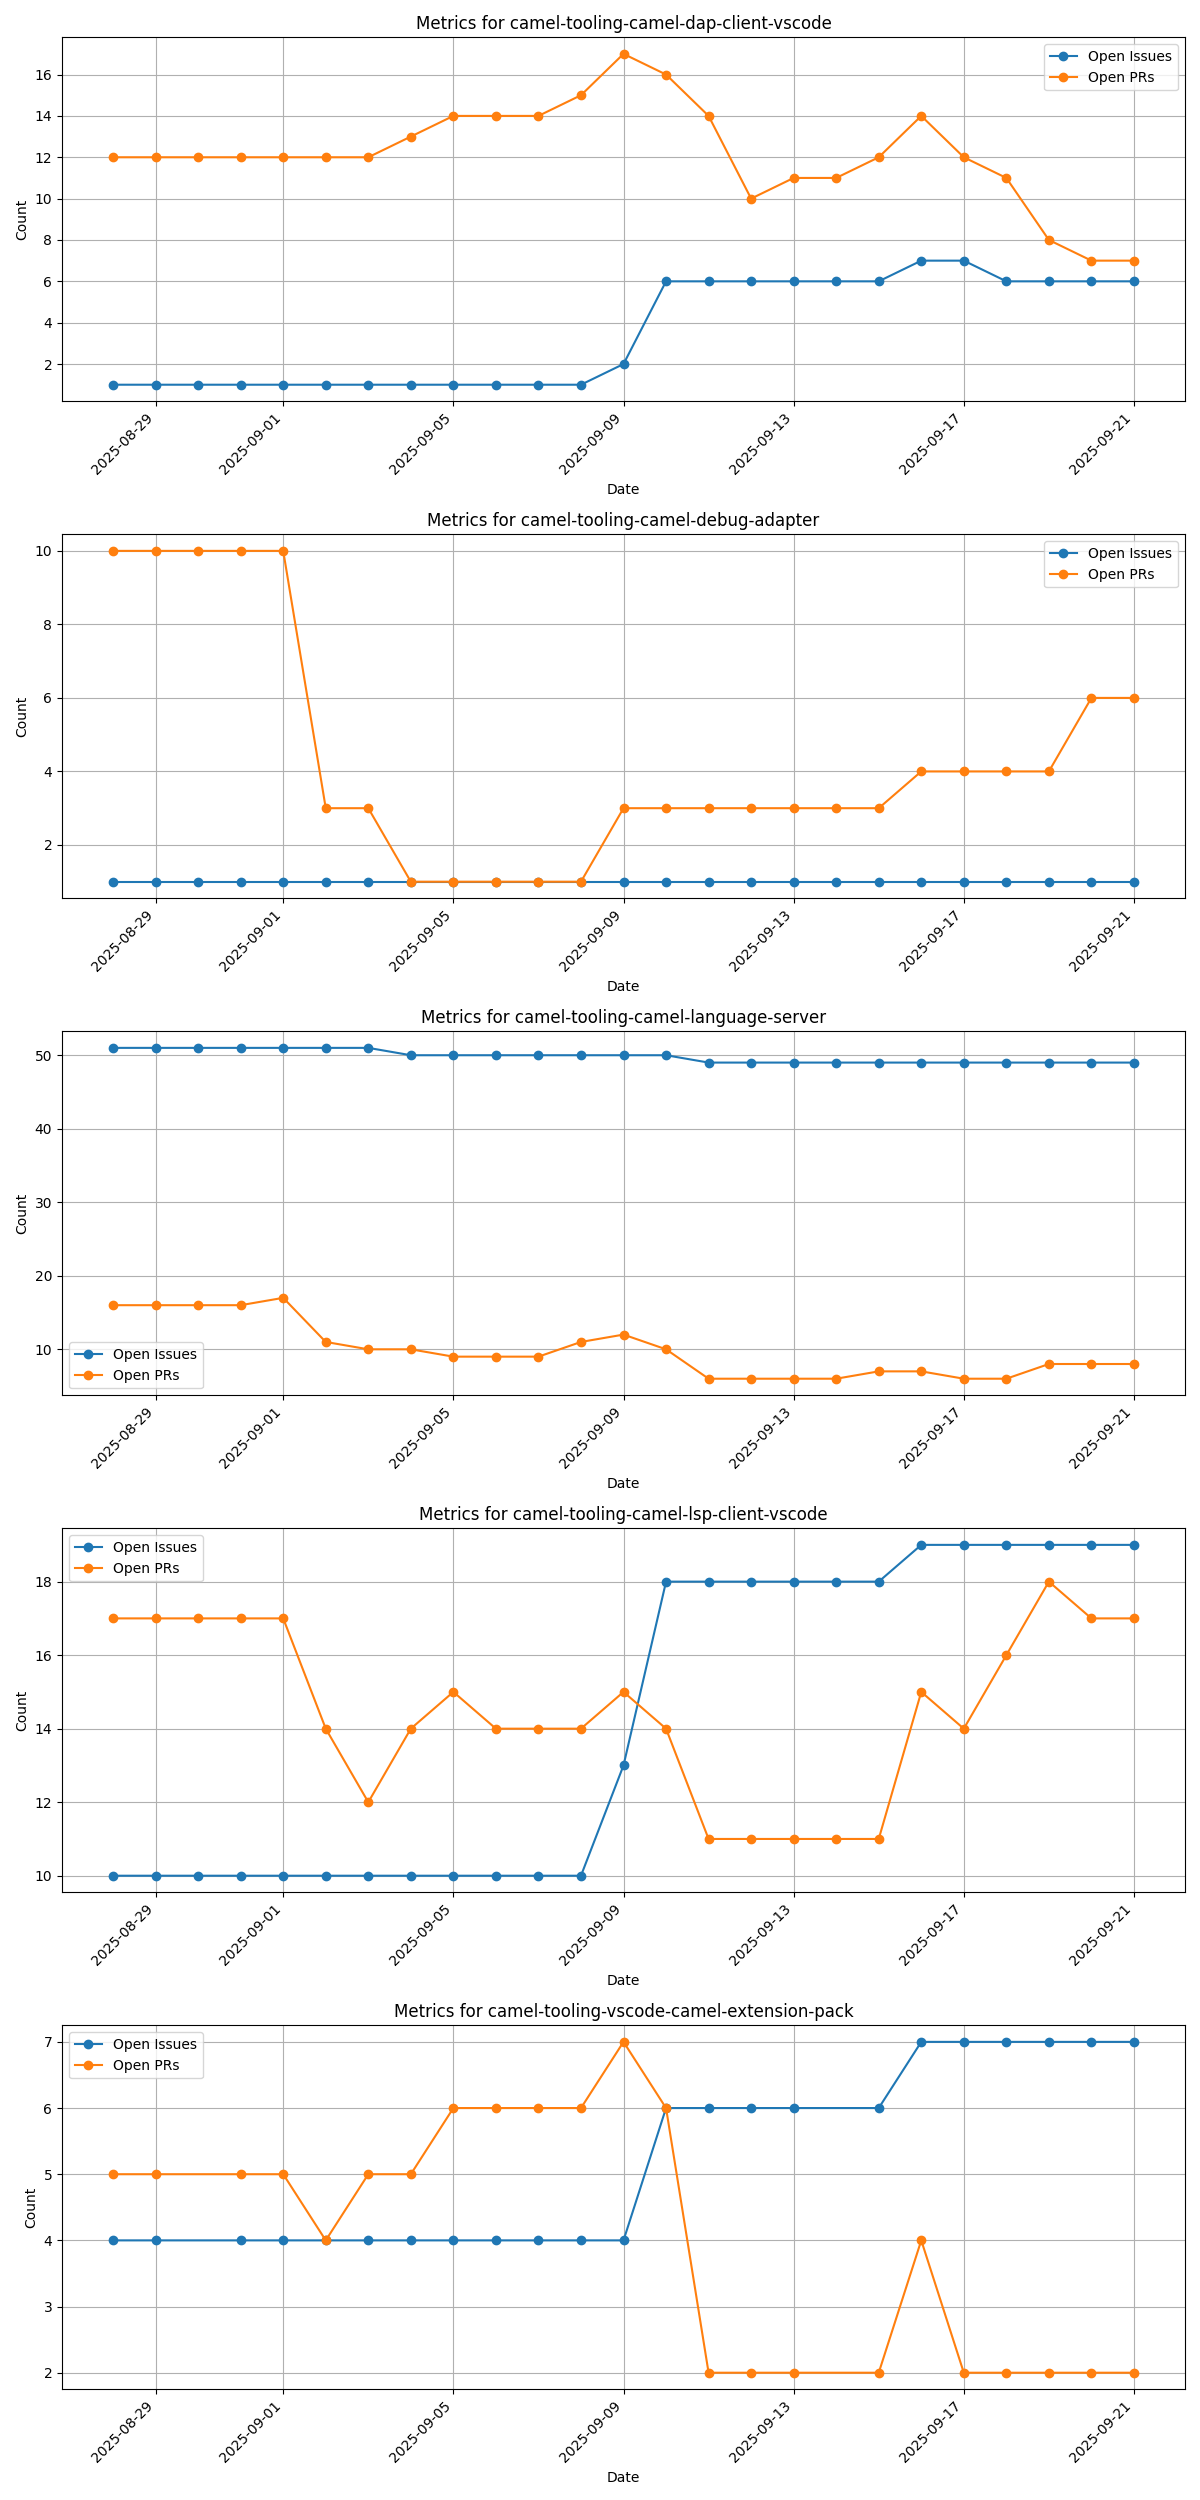 Metrics for camel-tooling-camel-dap-client-vscode
Open Issues
Open PRs
16
14
12
10
8
6
4
2
Count
2025-08-29
2025-09-01
2025-09-05
2025-09-09
2025-09-13
2025-09-17
2025-09-21
Date
Metrics for camel-tooling-camel-debug-adapter
Open Issues
Open PRs
10
8
6
4
2
Count
2025-08-29
2025-09-01
2025-09-05
2025-09-09
2025-09-13
2025-09-17
2025-09-21
Date
Metrics for camel-tooling-camel-language-server
50
40
30
20
10
Count
Open Issues
Open PRs
2025-08-29
2025-09-01
2025-09-05
2025-09-09
2025-09-13
2025-09-17
2025-09-21
Date
Metrics for camel-tooling-camel-lsp-client-vscode
Open Issues
Open PRs
18
16
14
12
10
Count
2025-08-29
2025-09-01
2025-09-05
2025-09-09
2025-09-13
2025-09-17
2025-09-21
Date
Metrics for camel-tooling-vscode-camel-extension-pack
Open Issues
Open PRs
7
6
5
4
3
2
Count
2025-08-29
2025-09-01
2025-09-05
2025-09-09
2025-09-13
2025-09-17
2025-09-21
Date